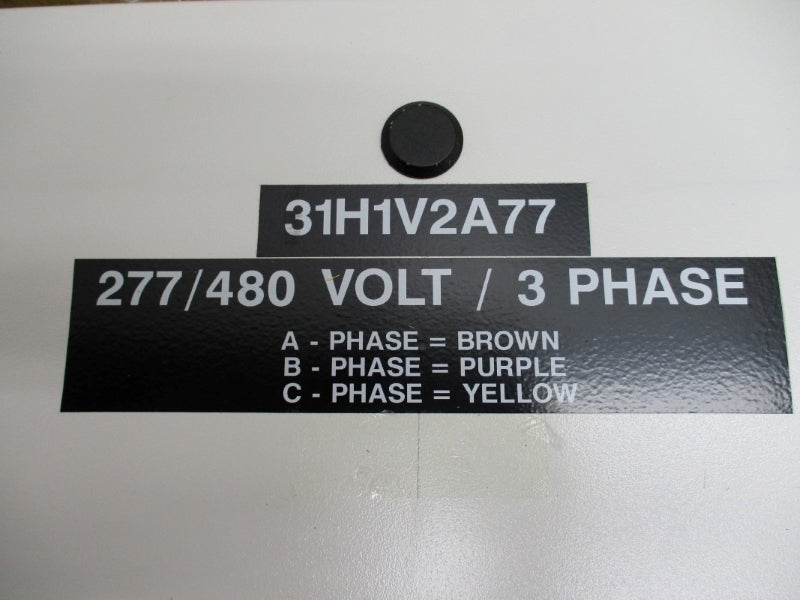 31H1V2A77
277/480 VOLT / 3 PHASE
A - PHASE = BROWN
B - PHASE = PURPLE
C - PHASE = YELLOW